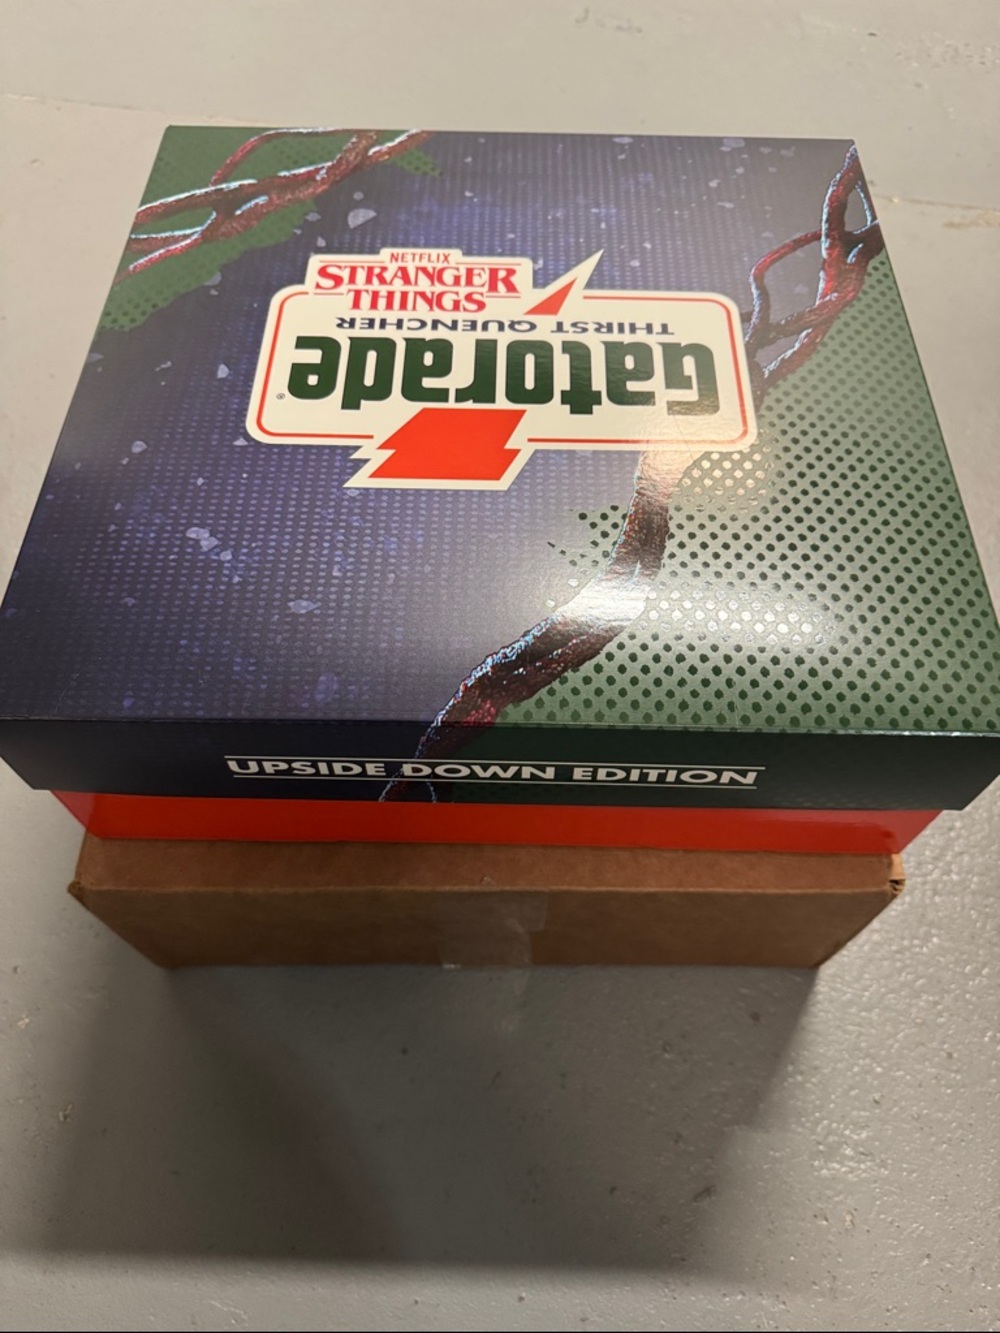 NETFLIX
STRANGER
THINGS
THIRST QUENCHER
Gatorade®
UPSIDE DOWN EDITION